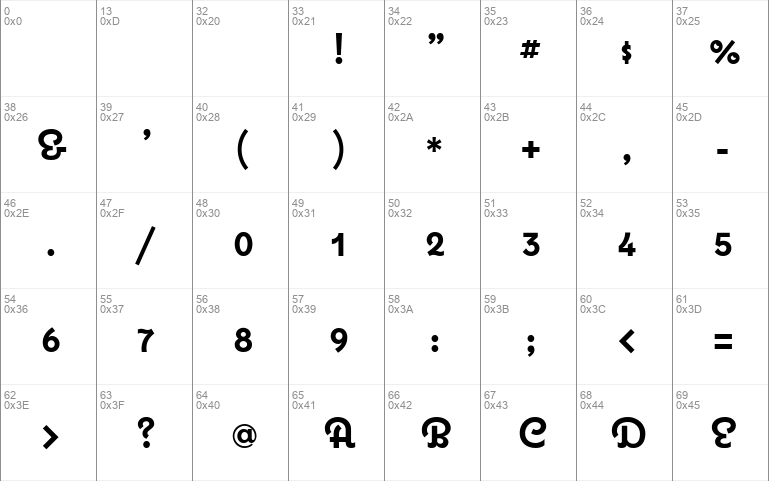 0 13 32 33 34 35 36 37
0x0 0xD 0x20 0x21 0x22 0x23 0x24 0x25
! ” # $ %
38 39 40 41 42 43 44 45
0x26 0x27 0x28 0x29 0x2A 0x2B 0x2C 0x2D
& ’ ( ) * + , -
46 47 48 49 50 51 52 53
0x2E 0x2F 0x30 0x31 0x32 0x33 0x34 0x35
. / 0 1 2 3 4 5
54 55 56 57 58 59 60 61
0x36 0x37 0x38 0x39 0x3A 0x3B 0x3C 0x3D
6 7 8 9 : ; < =
62 63 64 65 66 67 68 69
0x3E 0x3F 0x40 0x41 0x42 0x43 0x44 0x45
> ? @ A B C D E